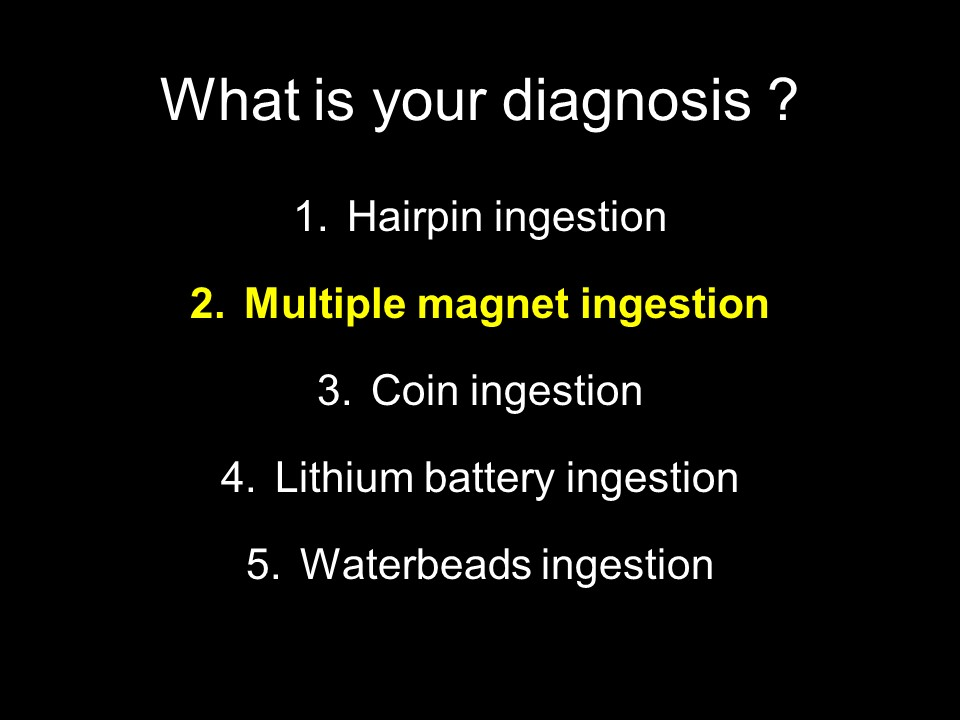 What is your diagnosis ?
1. Hairpin ingestion
2. Multiple magnet ingestion
3. Coin ingestion
4. Lithium battery ingestion
5. Waterbeads ingestion